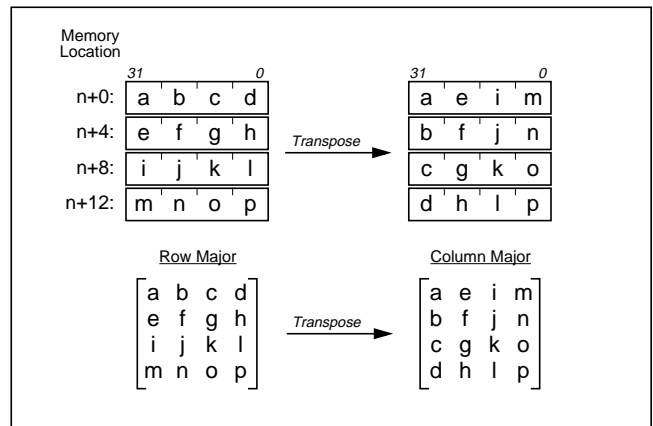 Memory
Location
31 0 31 0
n+0: a b c d a e i m
n+4: e f g h Transpose b f j n
n+8: i j k l c g k o
n+12: m n o p d h l p
Row Major Column Major
a b c d a e i m
e f g h Transpose b f j n
i j k l c g k o
m n o p d h l p